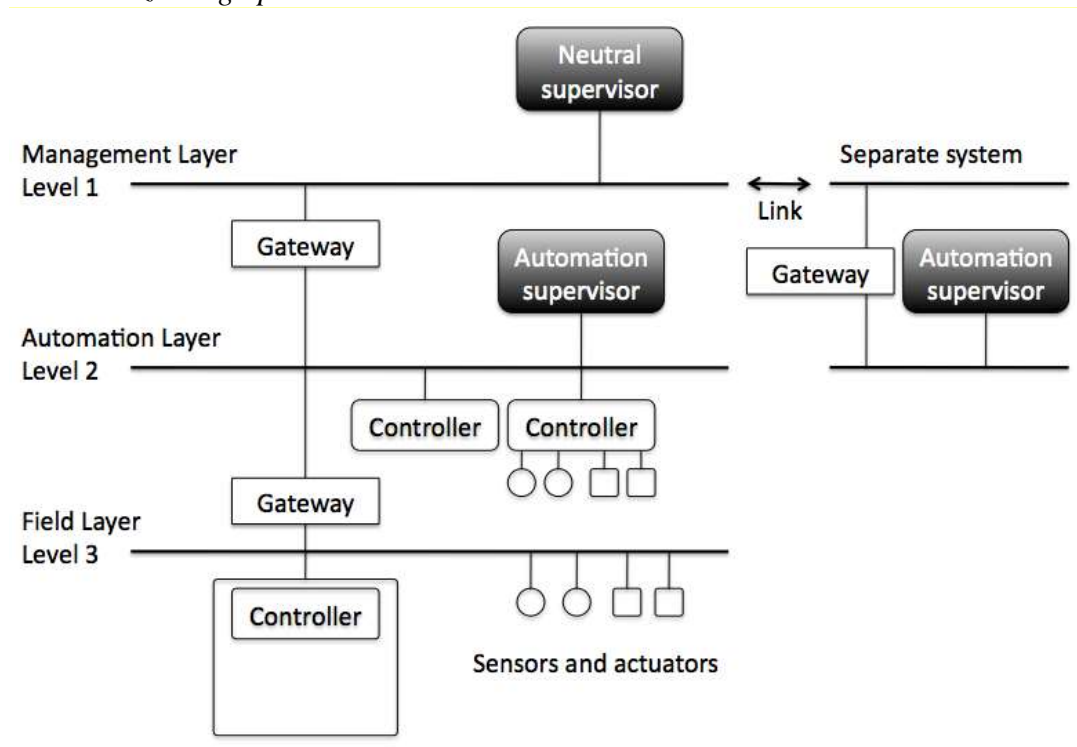 Neutral
supervisor
Management Layer
Level 1
Separate system
Link
Gateway
Automation
supervisor
Gateway
Automation
supervisor
Automation Layer
Level 2
Controller
Controller
Gateway
Field Layer
Level 3
Controller
Sensors and actuators